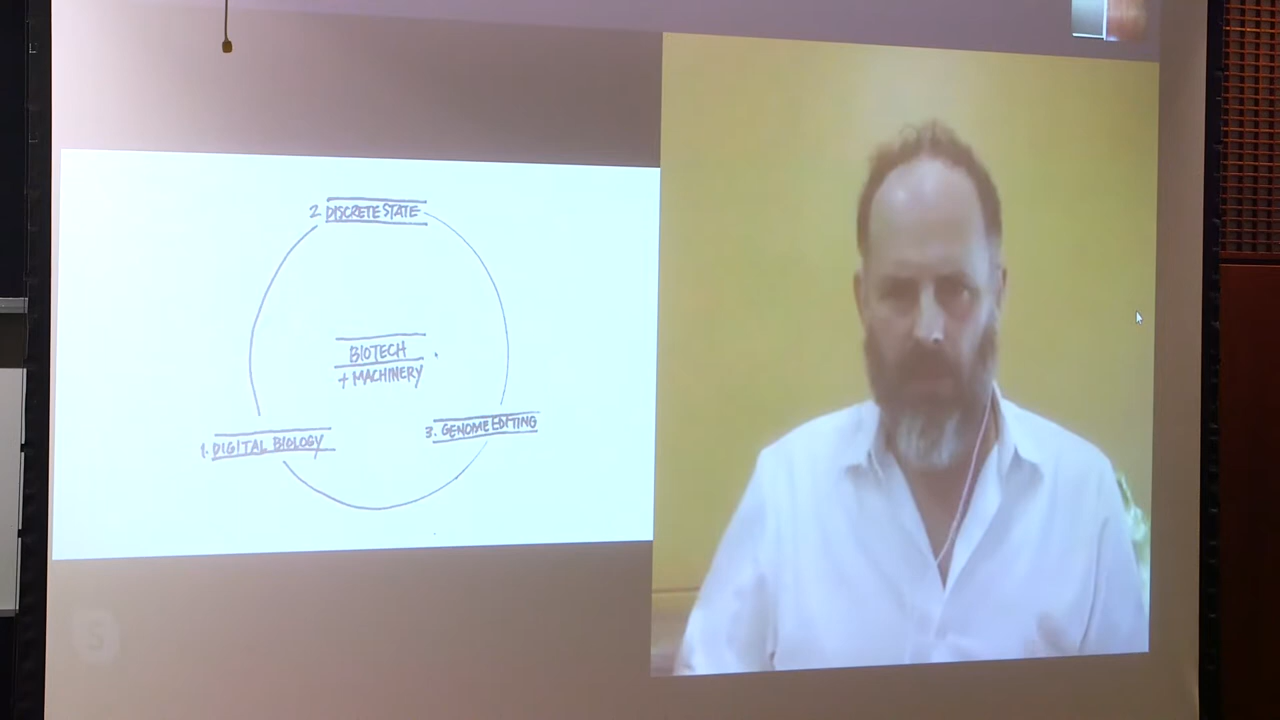 2. DISCRETE STATE
BIOTECH
+ MACHINERY
1. DIGITAL BIOLOGY
3. GENOME EDITING